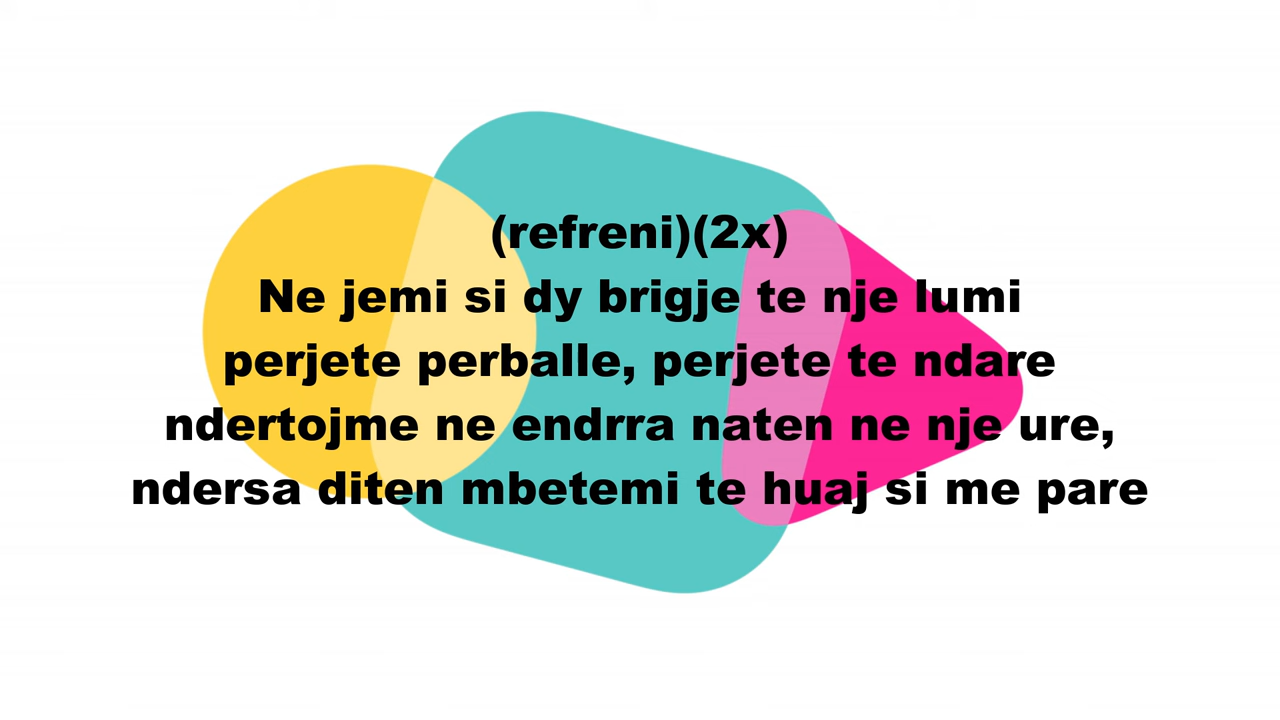 (refreni)(2x)
Ne jemi si dy brigje te nje lumi
perjete perballe, perjete te ndare
ndertojme ne endrra naten ne nje ure,
ndersa diten mbetemi te huaj si me pare